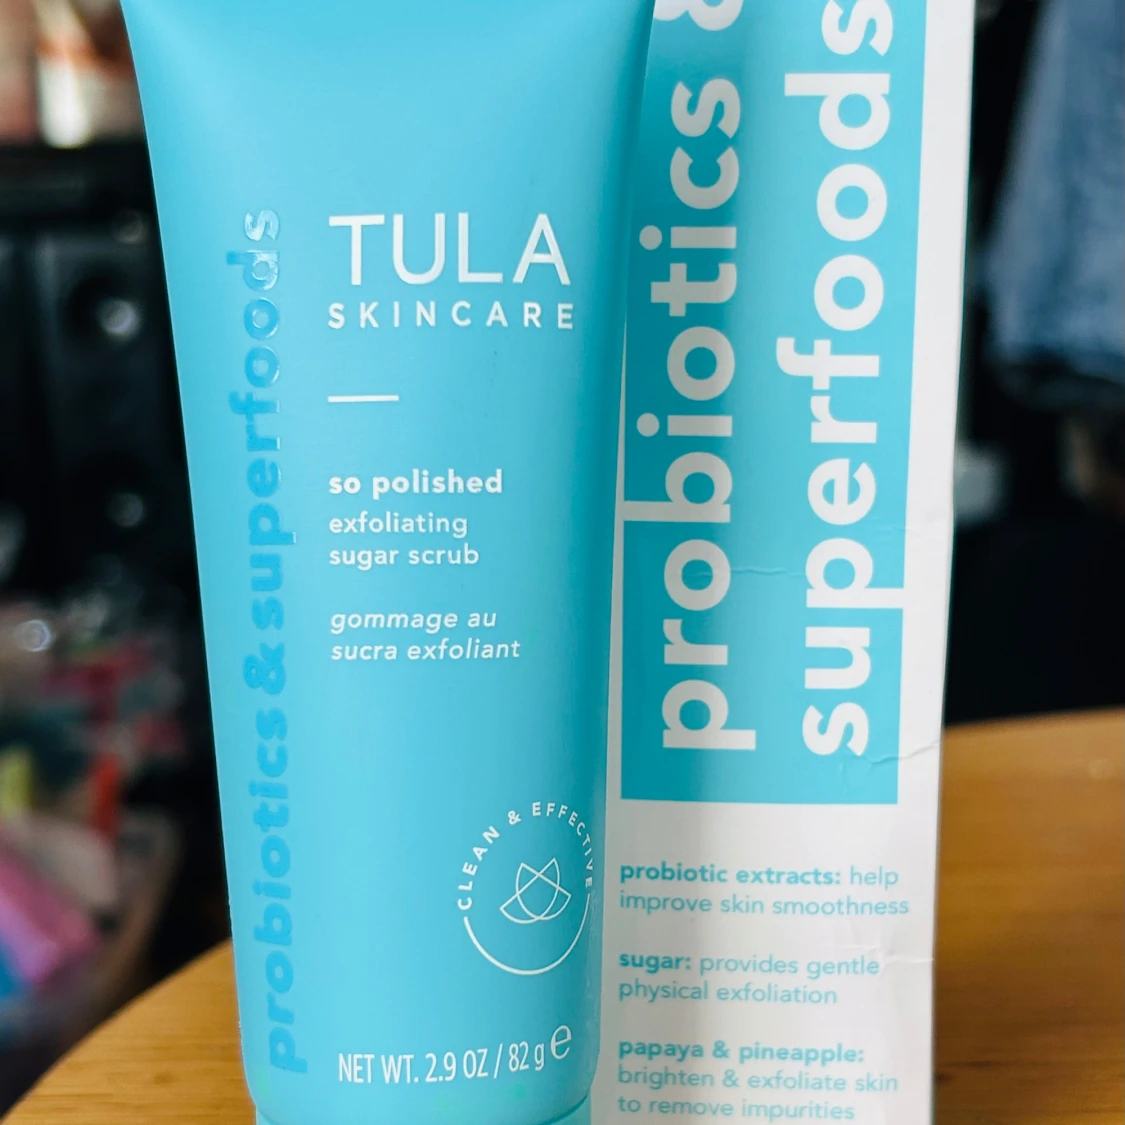 TULA
SKINCARE
so polished
exfoliating
sugar scrub
gommage au
sucra exfoliant
probiotics & superfoods
CLEAN & EFFECTIVE
NET WT. 2.9 OZ / 82 g e
probiotics &
superfoods
probiotic extracts: help
improve skin smoothness
sugar: provides gentle
physical exfoliation
papaya & pineapple:
brighten & exfoliate skin
to remove impurities